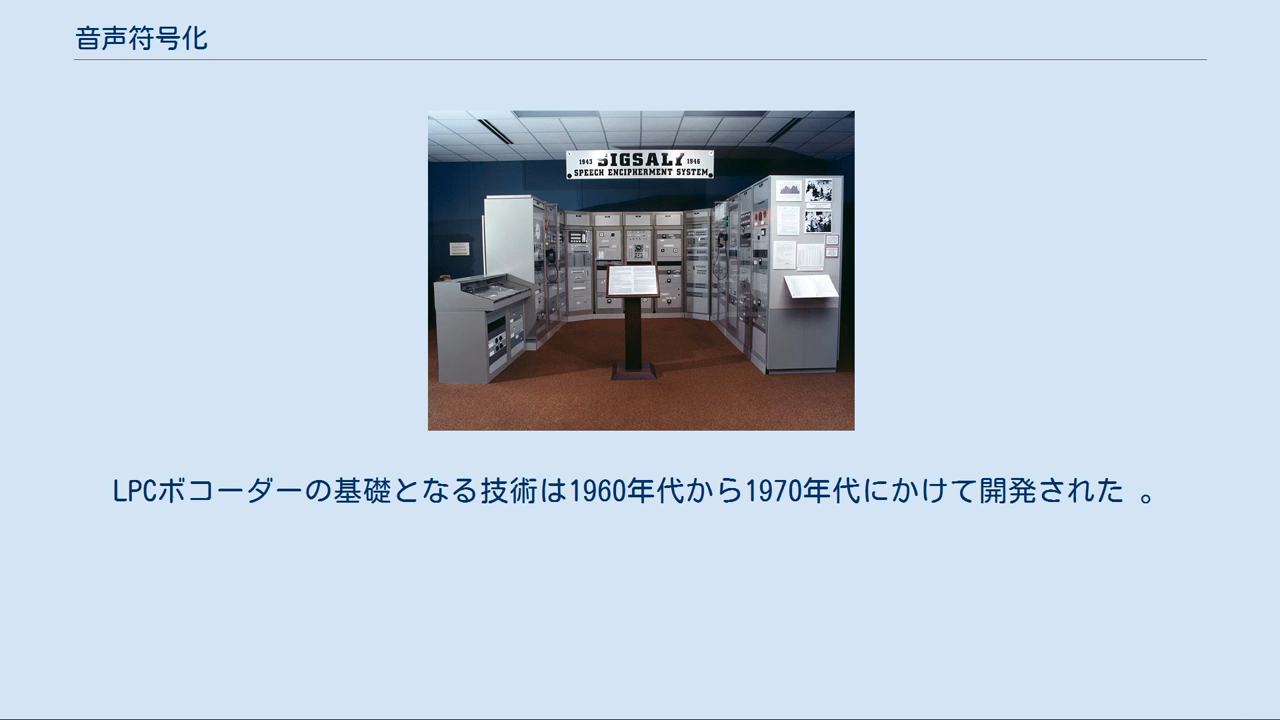 音声符号化
1943 SIGSALY 1946
SPEECH ENCIPHERMENT SYSTEM
LPCボコーダーの基礎となる技術は1960年代から1970年代にかけて開発された 。